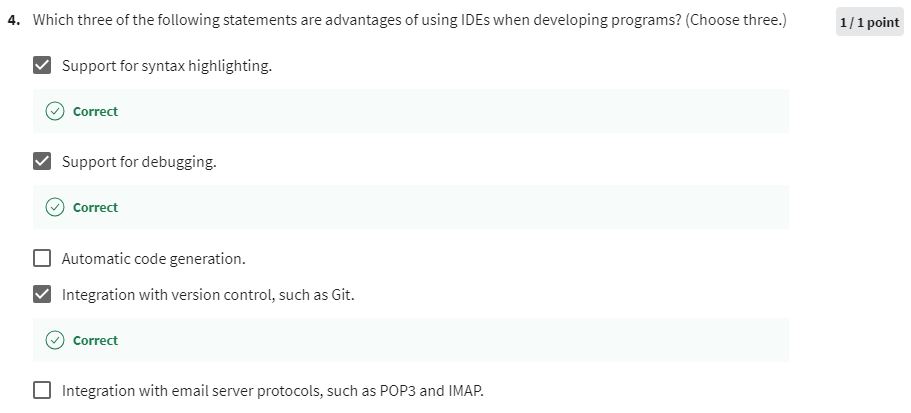 4. Which three of the following statements are advantages of using IDEs when developing programs? (Choose three.)
1 / 1 point
Support for syntax highlighting.
Correct
Support for debugging.
Correct
Automatic code generation.
Integration with version control, such as Git.
Correct
Integration with email server protocols, such as POP3 and IMAP.